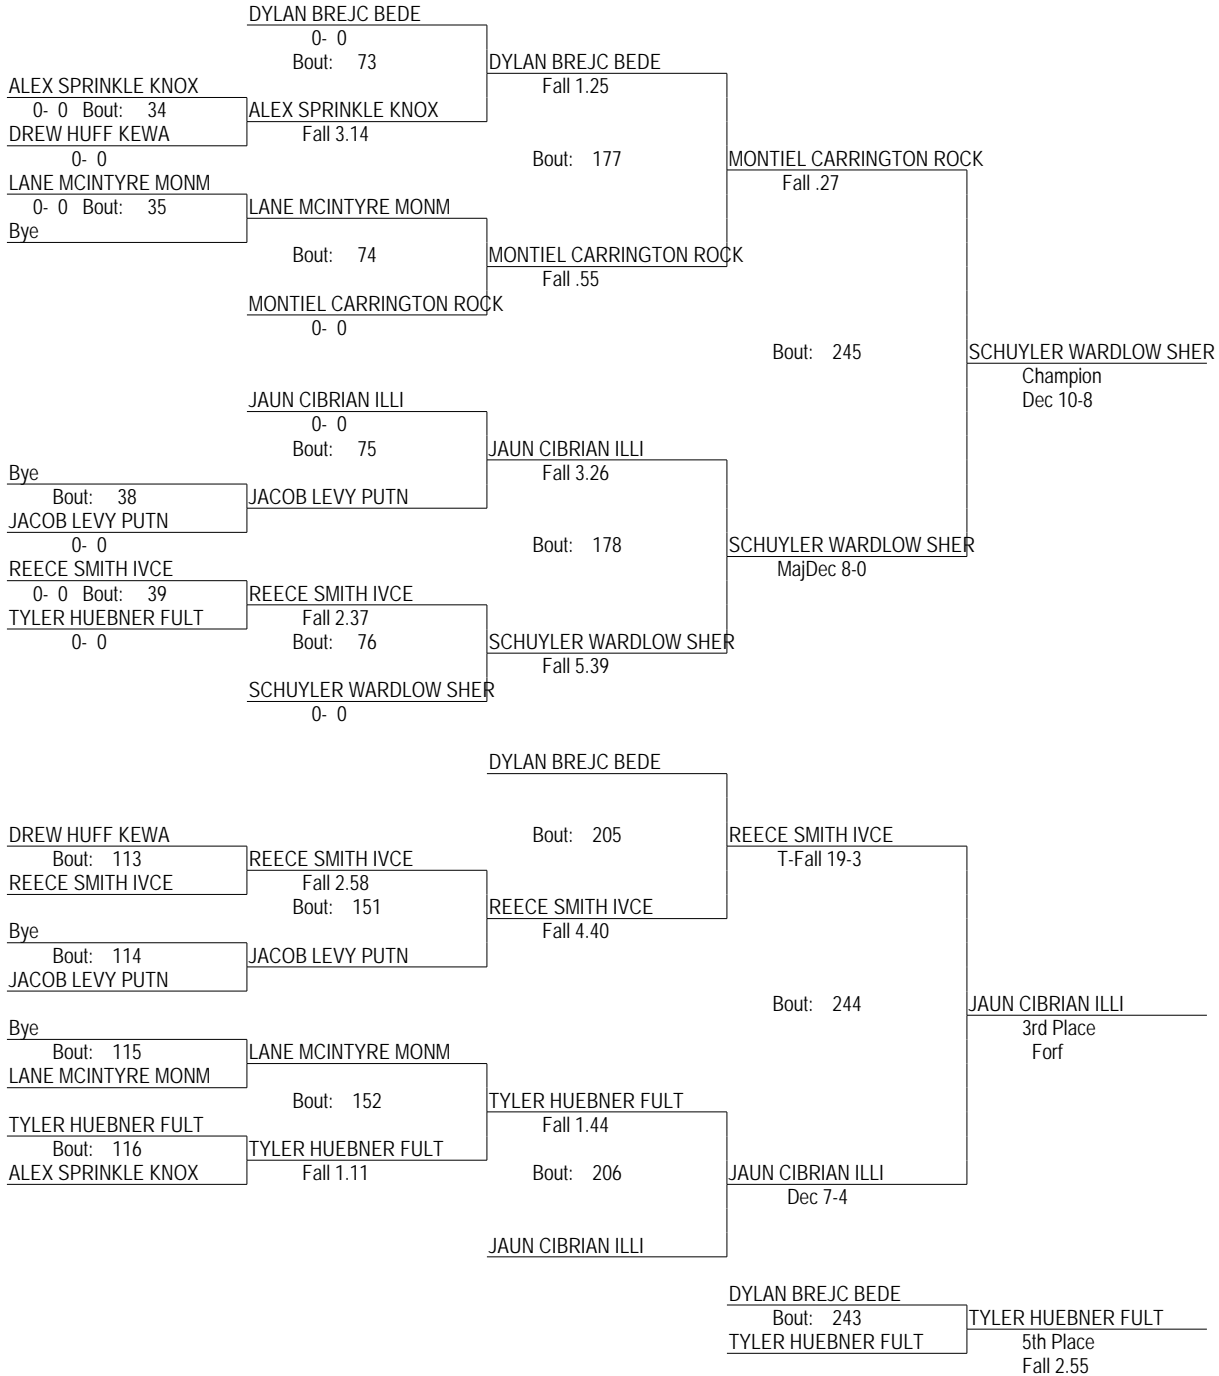 DYLAN BREJC BEDE
0- 0
Bout: 73
DYLAN BREJC BEDE
Fall 1.25
ALEX SPRINKLE KNOX
0- 0 Bout: 34
ALEX SPRINKLE KNOX
Fall 3.14
DREW HUFF KEWA
0- 0
Bout: 177
MONTIEL CARRINGTON ROCK
Fall .27
LANE MCINTYRE MONM
0- 0 Bout: 35
LANE MCINTYRE MONM
Bye
Bout: 74
MONTIEL CARRINGTON ROCK
Fall .55
MONTIEL CARRINGTON ROCK
0- 0
Bout: 245
SCHUYLER WARDLOW SHER
Champion
Dec 10-8
JAUN CIBRIAN ILLI
0- 0
Bout: 75
JAUN CIBRIAN ILLI
Fall 3.26
Bye
Bout: 38
JACOB LEVY PUTN
JACOB LEVY PUTN
0- 0
Bout: 178
SCHUYLER WARDLOW SHER
MajDec 8-0
REECE SMITH IVCE
0- 0 Bout: 39
REECE SMITH IVCE
Fall 2.37
TYLER HUEBNER FULT
0- 0
Bout: 76
SCHUYLER WARDLOW SHER
Fall 5.39
SCHUYLER WARDLOW SHER
0- 0
DYLAN BREJC BEDE
DREW HUFF KEWA
Bout: 205
REECE SMITH IVCE
T-Fall 19-3
Bout: 113
REECE SMITH IVCE
Fall 2.58
REECE SMITH IVCE
Bout: 151
REECE SMITH IVCE
Fall 4.40
Bye
Bout: 114
JACOB LEVY PUTN
JACOB LEVY PUTN
Bout: 244
JAUN CIBRIAN ILLI
3rd Place
Forf
Bye
Bout: 115
LANE MCINTYRE MONM
LANE MCINTYRE MONM
Bout: 152
TYLER HUEBNER FULT
Fall 1.44
TYLER HUEBNER FULT
Bout: 116
TYLER HUEBNER FULT
Fall 1.11
ALEX SPRINKLE KNOX
Bout: 206
JAUN CIBRIAN ILLI
Dec 7-4
JAUN CIBRIAN ILLI
DYLAN BREJC BEDE
Bout: 243
TYLER HUEBNER FULT
TYLER HUEBNER FULT
5th Place
Fall 2.55